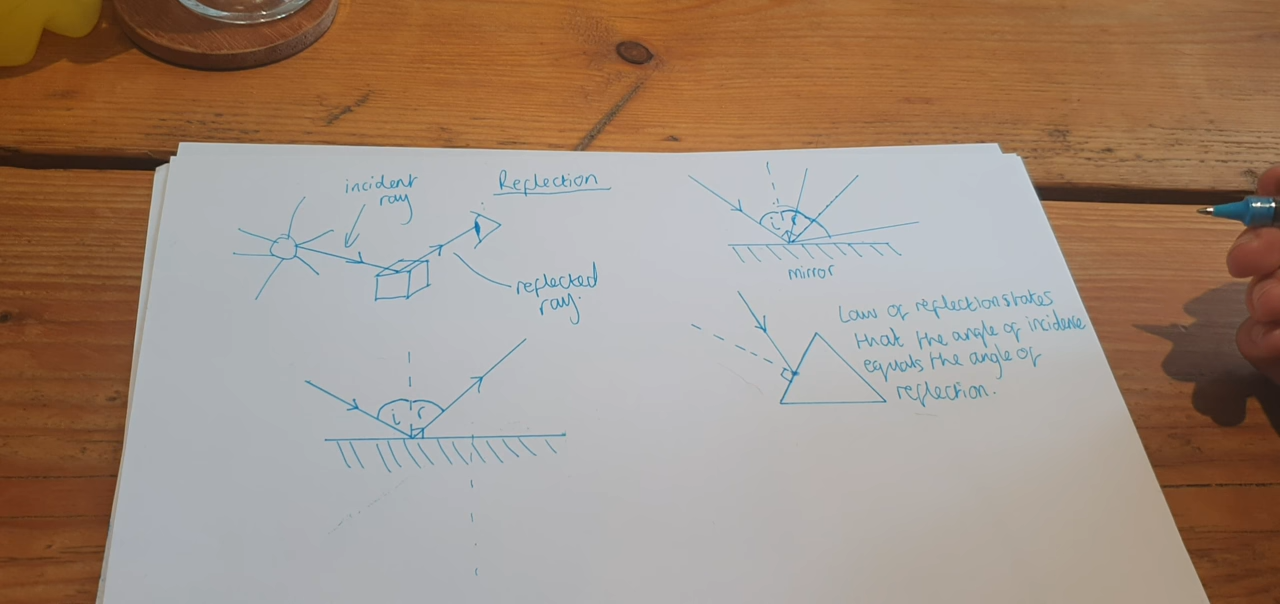 Reflection
incident
ray
reflected
ray.
i r
i r
mirror
Law of reflection states
that the angle of incidence
equals the angle of
reflection.